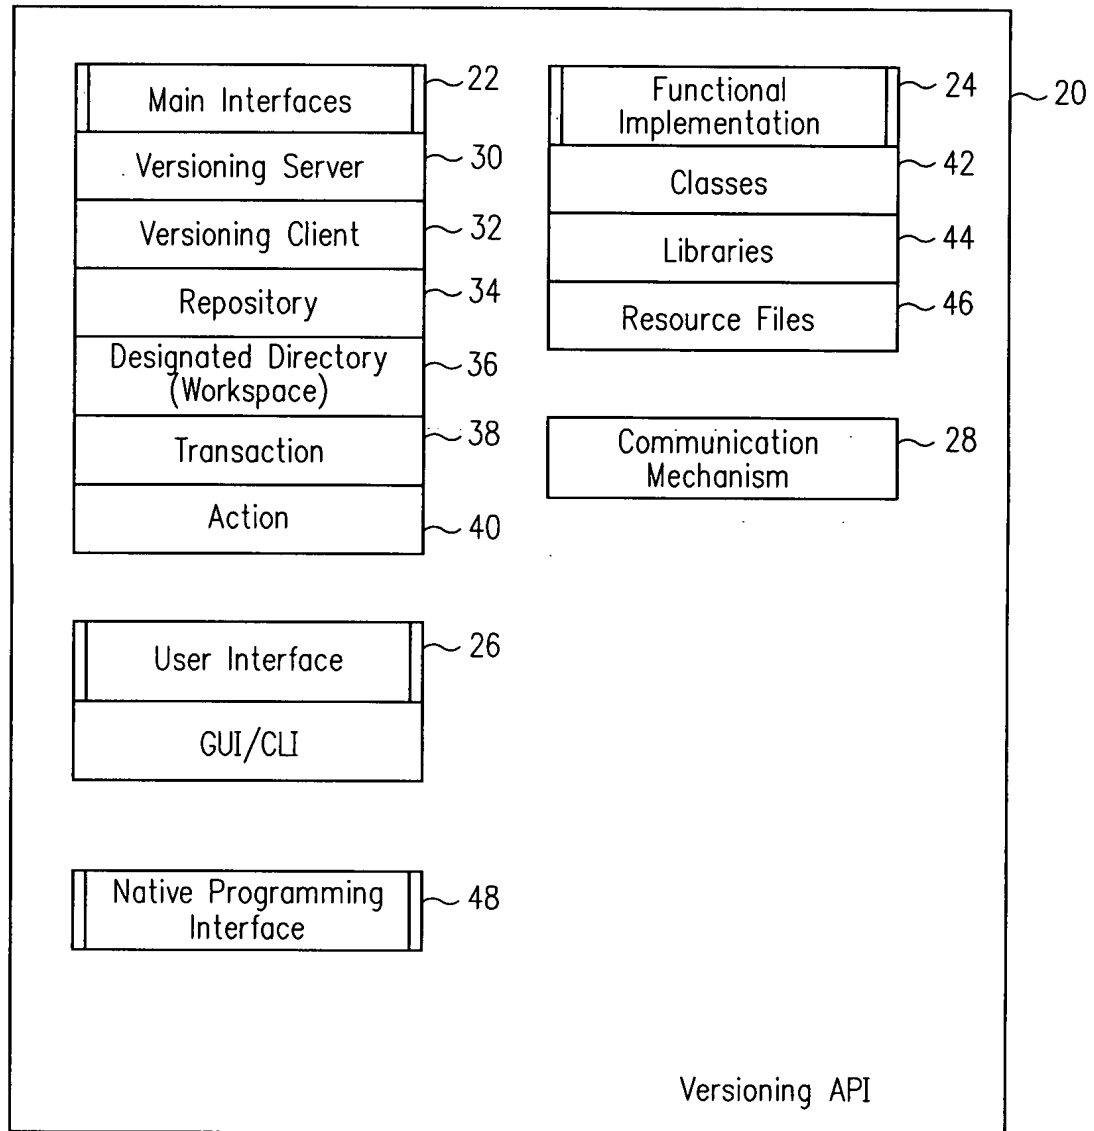 Main Interfaces
22
Versioning Server
30
Versioning Client
32
Repository
34
Designated Directory
(Workspace)
36
Transaction
38
Action
40
User Interface
26
GUI/CLI
Native Programming
Interface
48
Functional
Implementation
24
20
Classes
42
Libraries
44
Resource Files
46
Communication
Mechanism
28
Versioning API